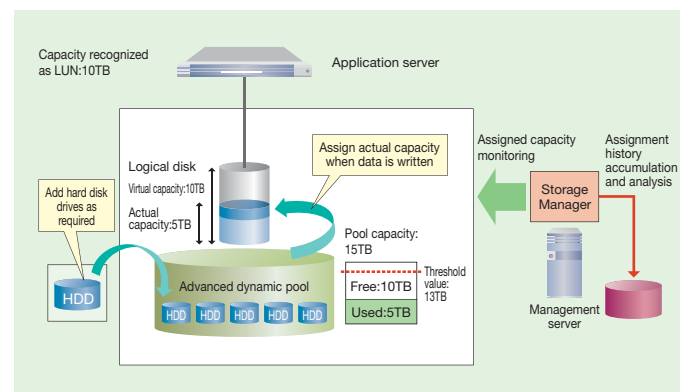 Capacity recognized
as LUN:10TB
Application server
Logical disk
Virtual capacity:10TB
Actual
capacity:5TB
Assign actual capacity
when data is written
Assigned capacity
monitoring
Assignment
history
accumulation
and analysis
Storage
Manager
Add hard disk
drives as
required
HDD
Pool capacity:
15TB
Advanced dynamic pool
HDD HDD HDD HDD HDD
Threshold
value:
13TB
Free:10TB
Used:5TB
Management
server